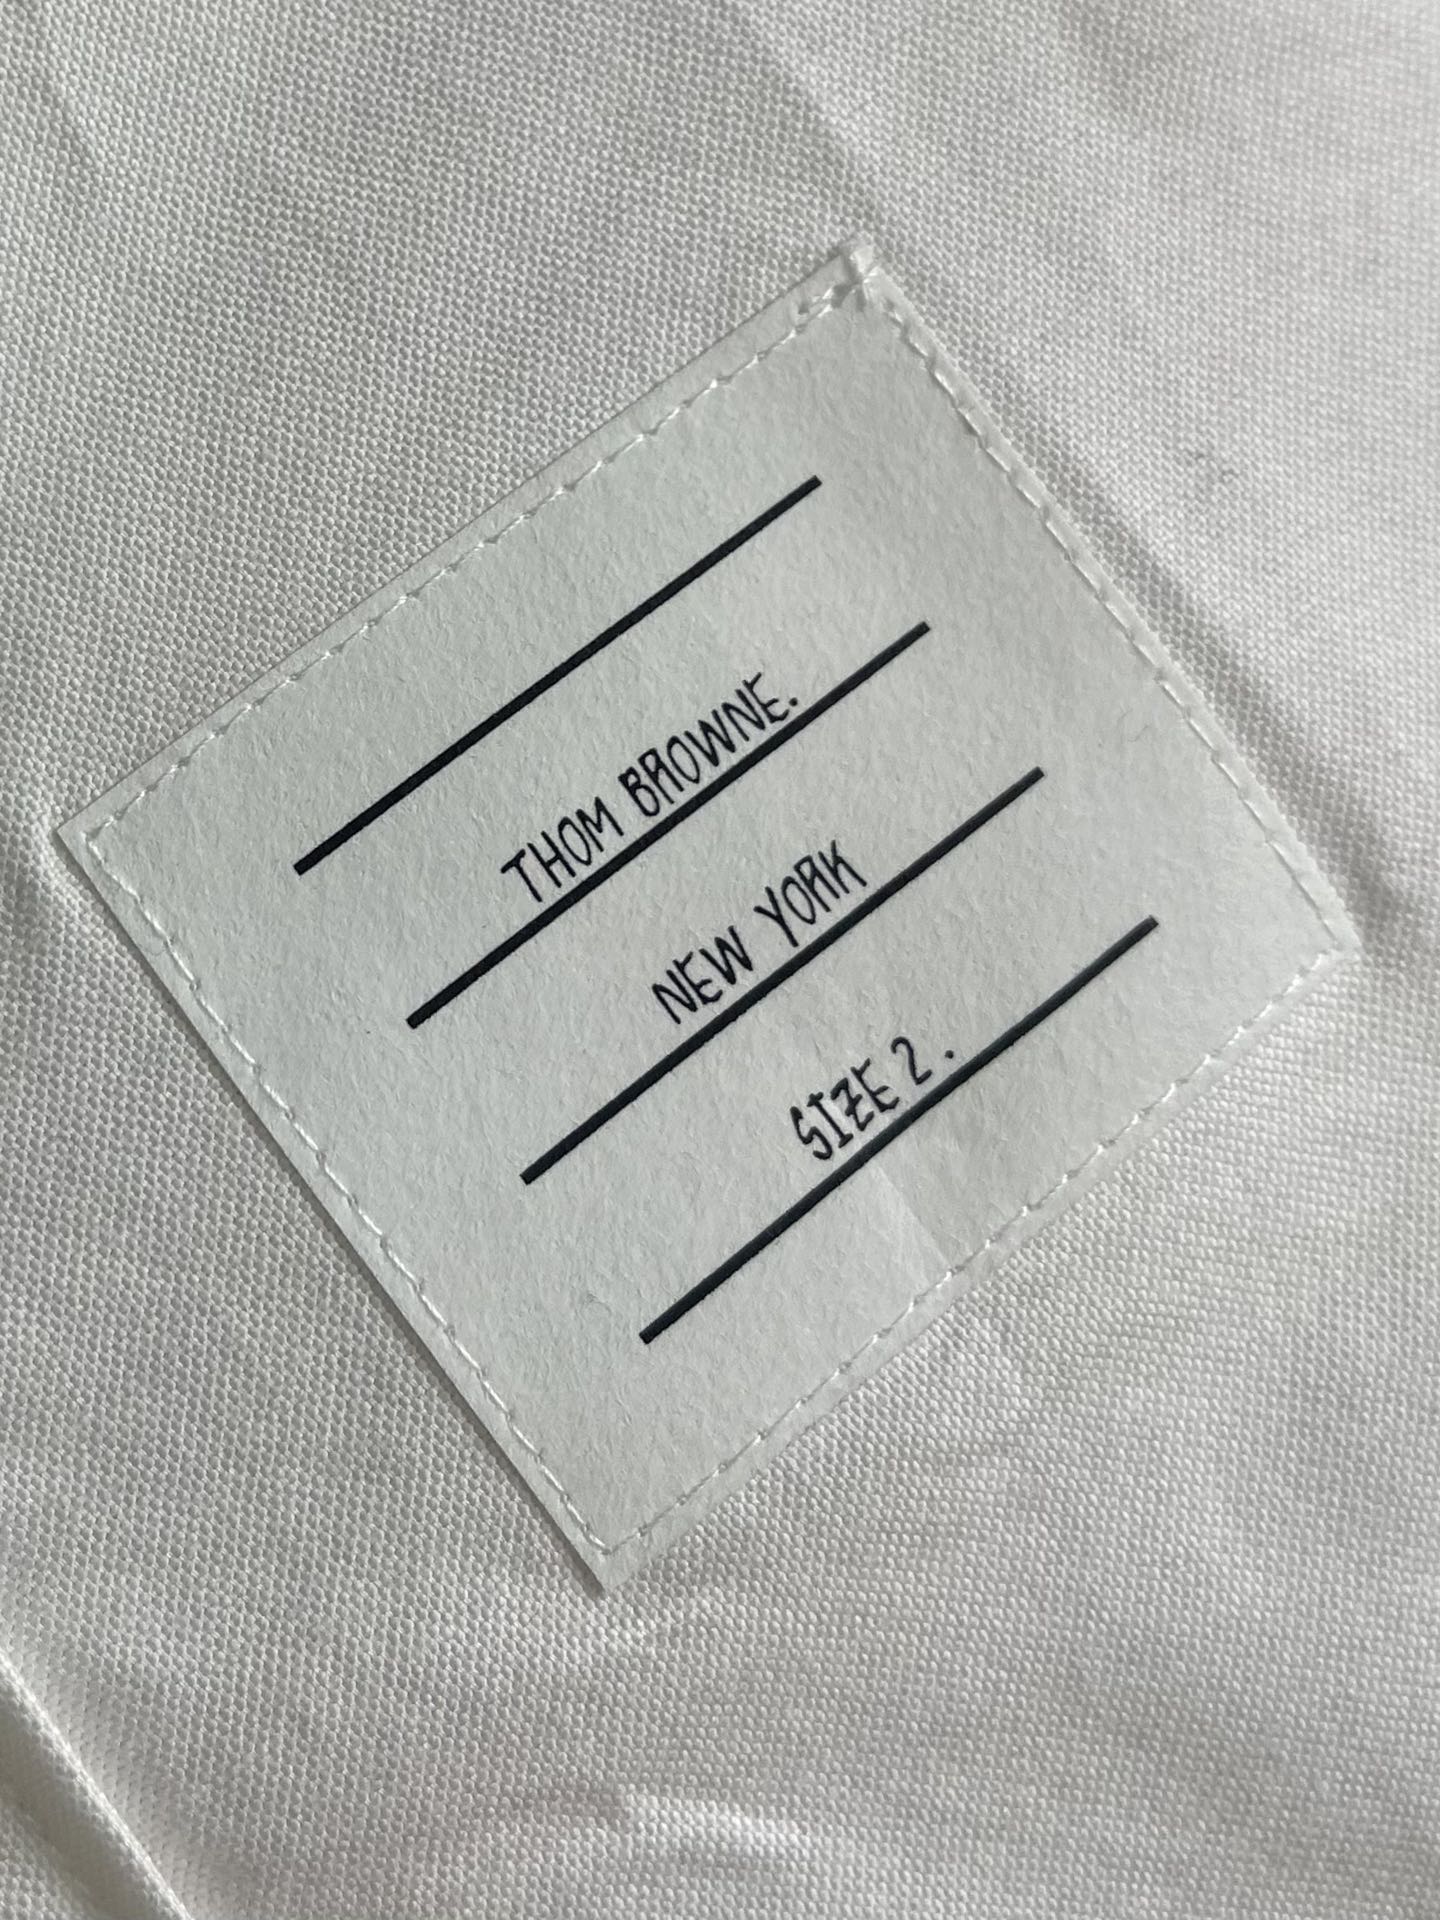 THOM BROWNE.
NEW YORK
SIZE 2 .